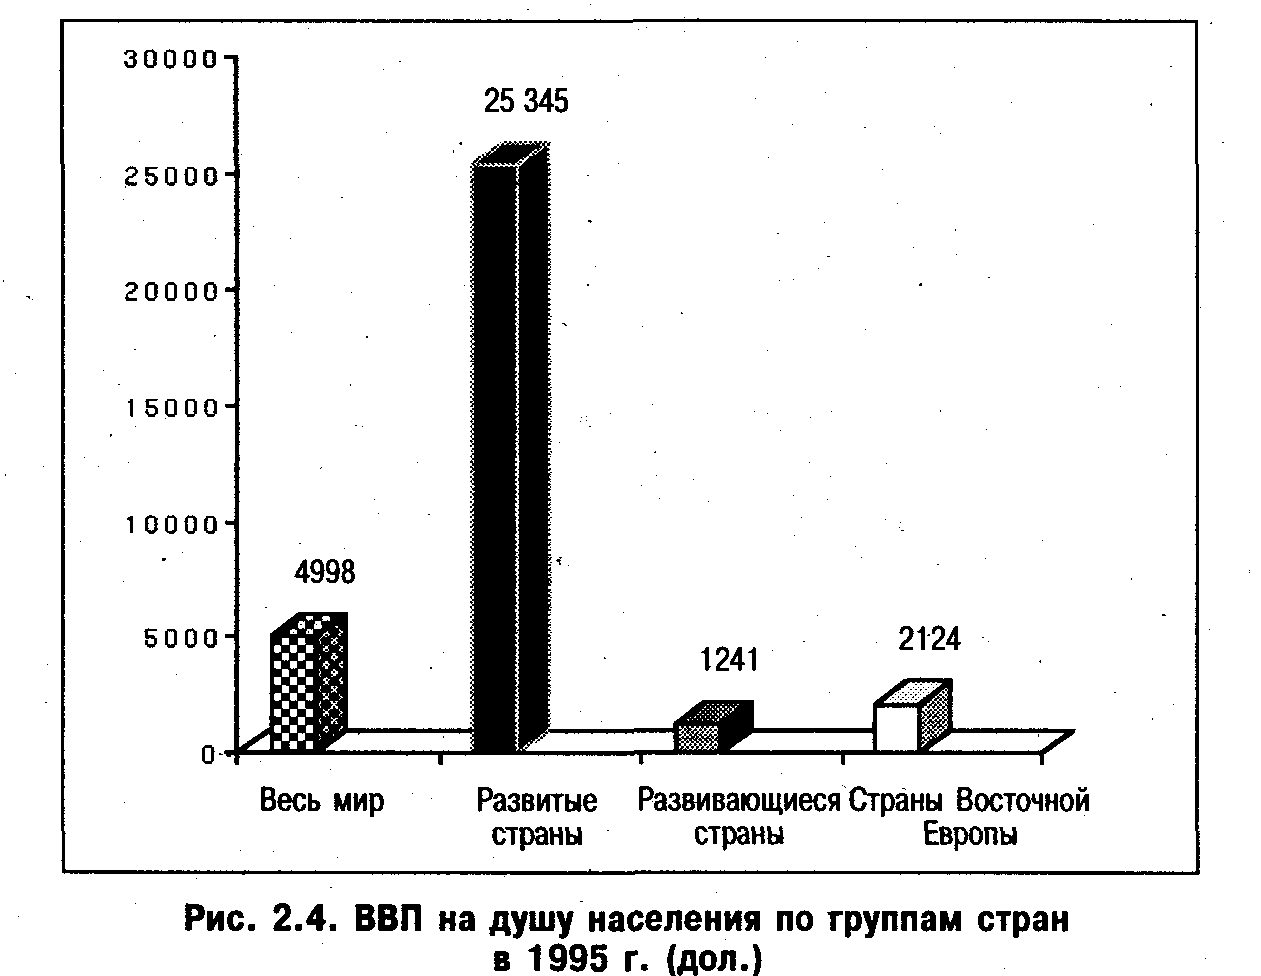 30000
25 345
25000
20000
15000
10000
4998
5000
2124
1241
0
Весь мир
Развитые страны
Развивающиеся страны
Страны Восточной Европы
Рис. 2.4. ВВП на душу населения по группам стран
в 1995 г. (дол.)